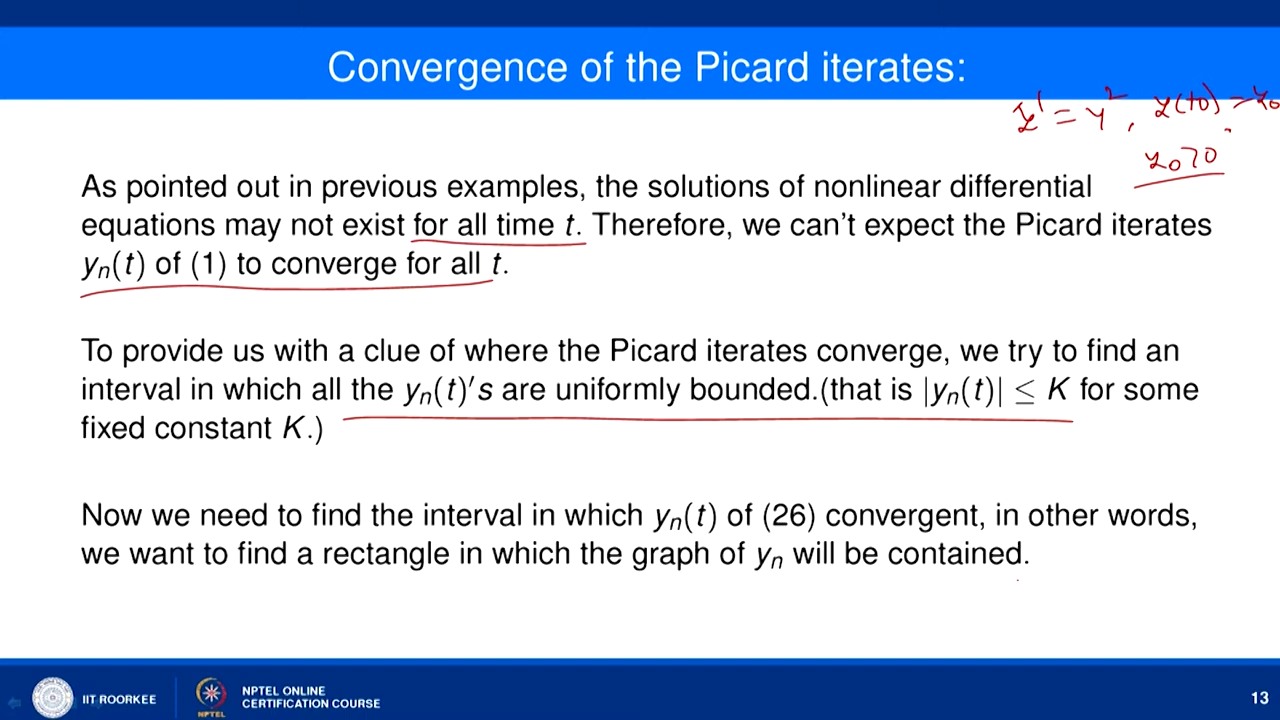 Convergence of the Picard iterates:
y' = y², y(t0) = y0
y0 > 0
As pointed out in previous examples, the solutions of nonlinear differential
equations may not exist for all time t. Therefore, we can't expect the Picard iterates
yn(t) of (1) to converge for all t.
To provide us with a clue of where the Picard iterates converge, we try to find an
interval in which all the yn(t)'s are uniformly bounded.(that is |yn(t)| ≤ K for some
fixed constant K.)
Now we need to find the interval in which yn(t) of (26) convergent, in other words,
we want to find a rectangle in which the graph of yn will be contained.
IIT ROORKEE
NPTEL
NPTEL ONLINE
CERTIFICATION COURSE
13